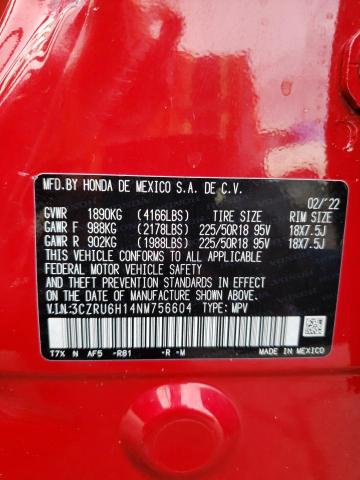 MFD.BY HONDA DE MEXICO S.A. DE C.V.
02/'22
GVWR 1890KG (4166LBS) TIRE SIZE RIM SIZE
GAWR F 988KG (2178LBS) 225/50R18 95V 18X7.5J
GAWR R 902KG (1988LBS) 225/50R18 95V 18X7.5J
THIS VEHICLE CONFORMS TO ALL APPLICABLE
FEDERAL MOTOR VEHICLE SAFETY, BUMPER,
AND THEFT PREVENTION STANDARDS IN EFFECT
ON THE DATE OF MANUFACTURE SHOWN ABOVE.
V.I.N:3CZRU6H14NM756604 TYPE: MPV
T7X N AF5 -R81 -R -M MADE IN MEXICO